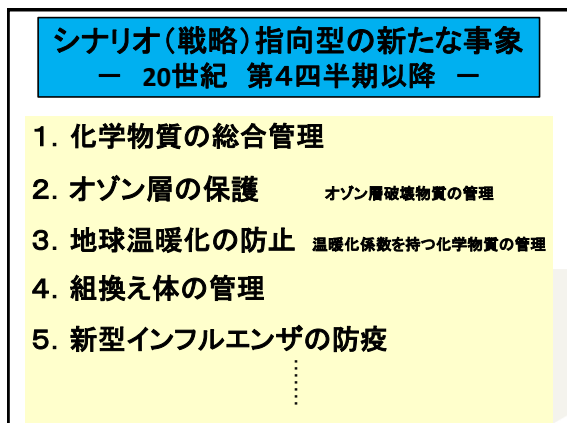 シナリオ（戦略）指向型の新たな事象
－ 20世紀 第４四半期以降 －
１．化学物質の総合管理
２．オゾン層の保護 オゾン層破壊物質の管理
３．地球温暖化の防止 温暖化係数を持つ化学物質の管理
４．組換え体の管理
５．新型インフルエンザの防疫